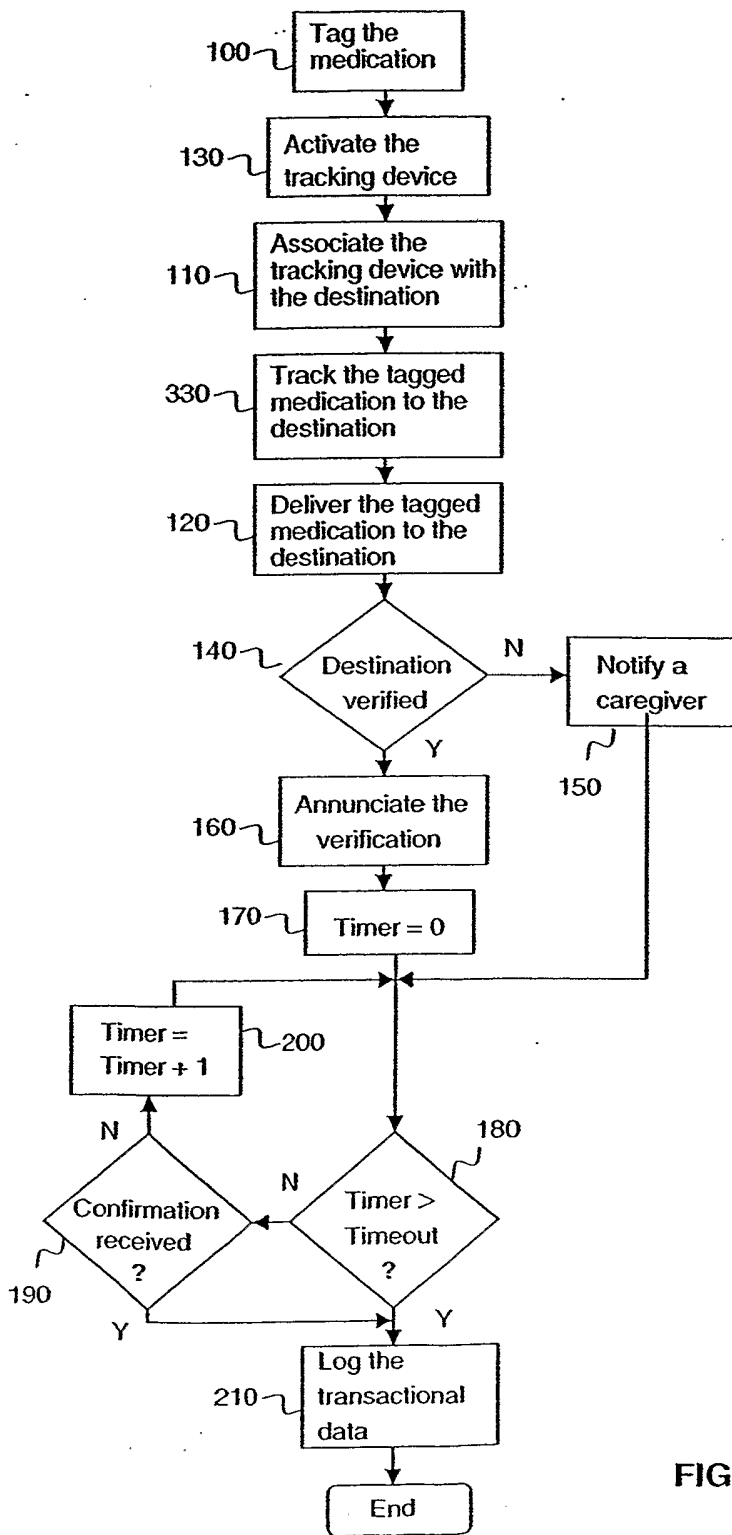 100
Tag the
medication
130
Activate the
tracking device
110
Associate the
tracking device with
the destination
330
Track the tagged
medication to the
destination
120
Deliver the tagged
medication to the
destination
140
Destination
verified
N
Notify a
caregiver
150
Y
160
Annunciate the
verification
170
Timer = 0
Timer =
Timer + 1
200
N
180
N
Confirmation
received
?
190
Timer >
Timeout
?
Y
Y
210
Log the
transactional
data
End
FIG